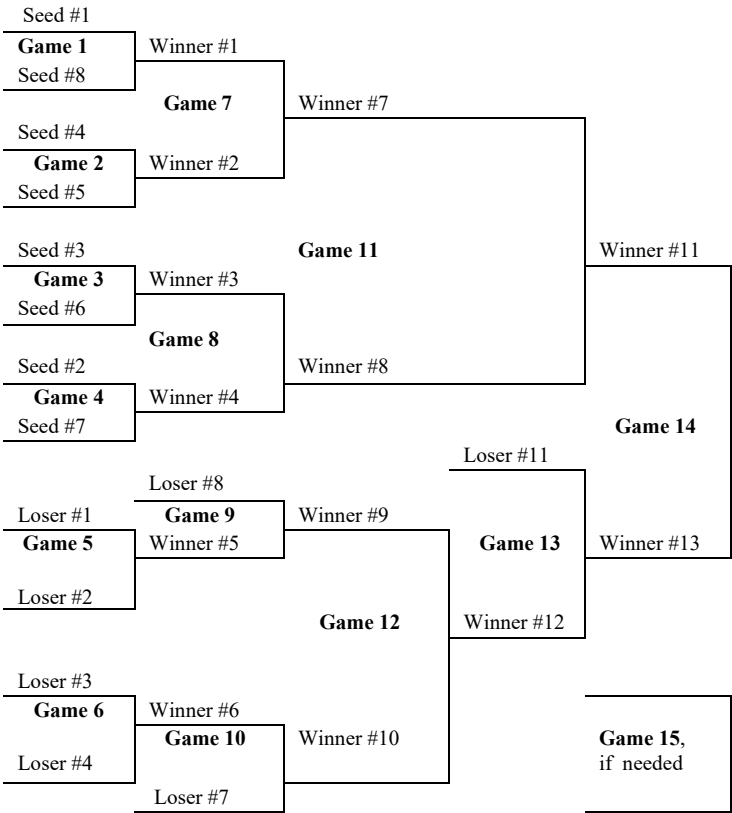 Seed #1
Game 1
Winner #1
Seed #8
Game 7
Winner #7
Seed #4
Game 2
Winner #2
Seed #5
Seed #3
Game 11
Winner #11
Game 3
Winner #3
Seed #6
Game 8
Seed #2
Winner #8
Game 4
Winner #4
Seed #7
Game 14
Loser #11
Loser #8
Loser #1
Game 9
Winner #9
Game 5
Winner #5
Game 13
Winner #13
Loser #2
Game 12
Winner #12
Loser #3
Game 6
Winner #6
Game 10
Winner #10
Game 15,
if needed
Loser #4
Loser #7